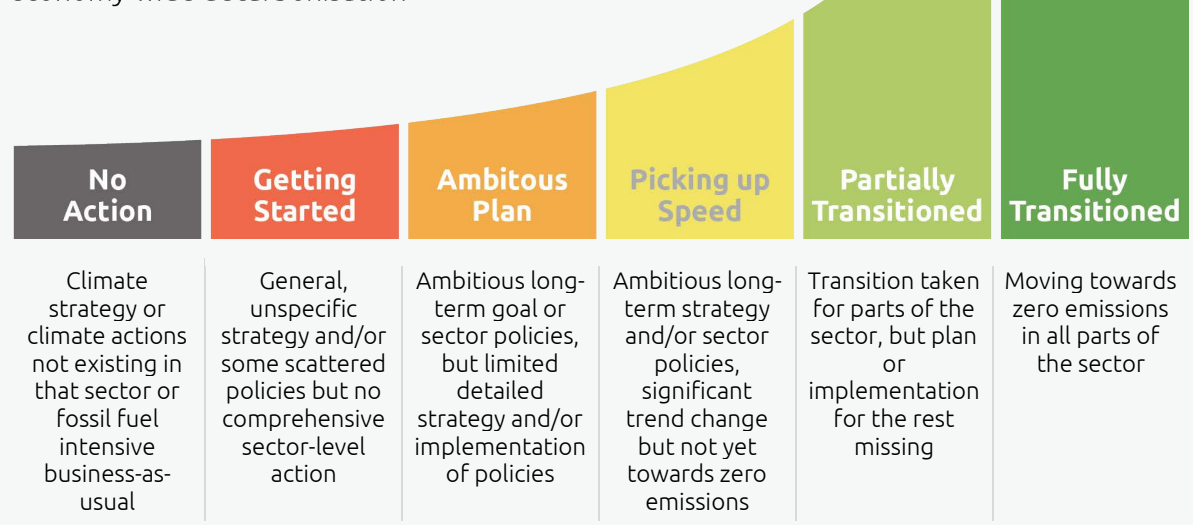 No
Action
Getting
Started
Ambitous
Plan
Picking up
Speed
Partially
Transitioned
Fully
Transitioned
Climate
strategy or
climate actions
not existing in
that sector or
fossil fuel
intensive
business-as-
usual
General,
unspecific
strategy and/or
some scattered
policies but no
comprehensive
sector-level
action
Ambitious long-
term goal or
sector policies,
but limited
detailed
strategy and/or
implementation
of policies
Ambitious long-
term strategy
and/or sector
policies,
significant
trend change
but not yet
towards zero
emissions
Transition taken
for parts of the
sector, but plan
or
implementation
for the rest
missing
Moving towards
zero emissions
in all parts of
the sector